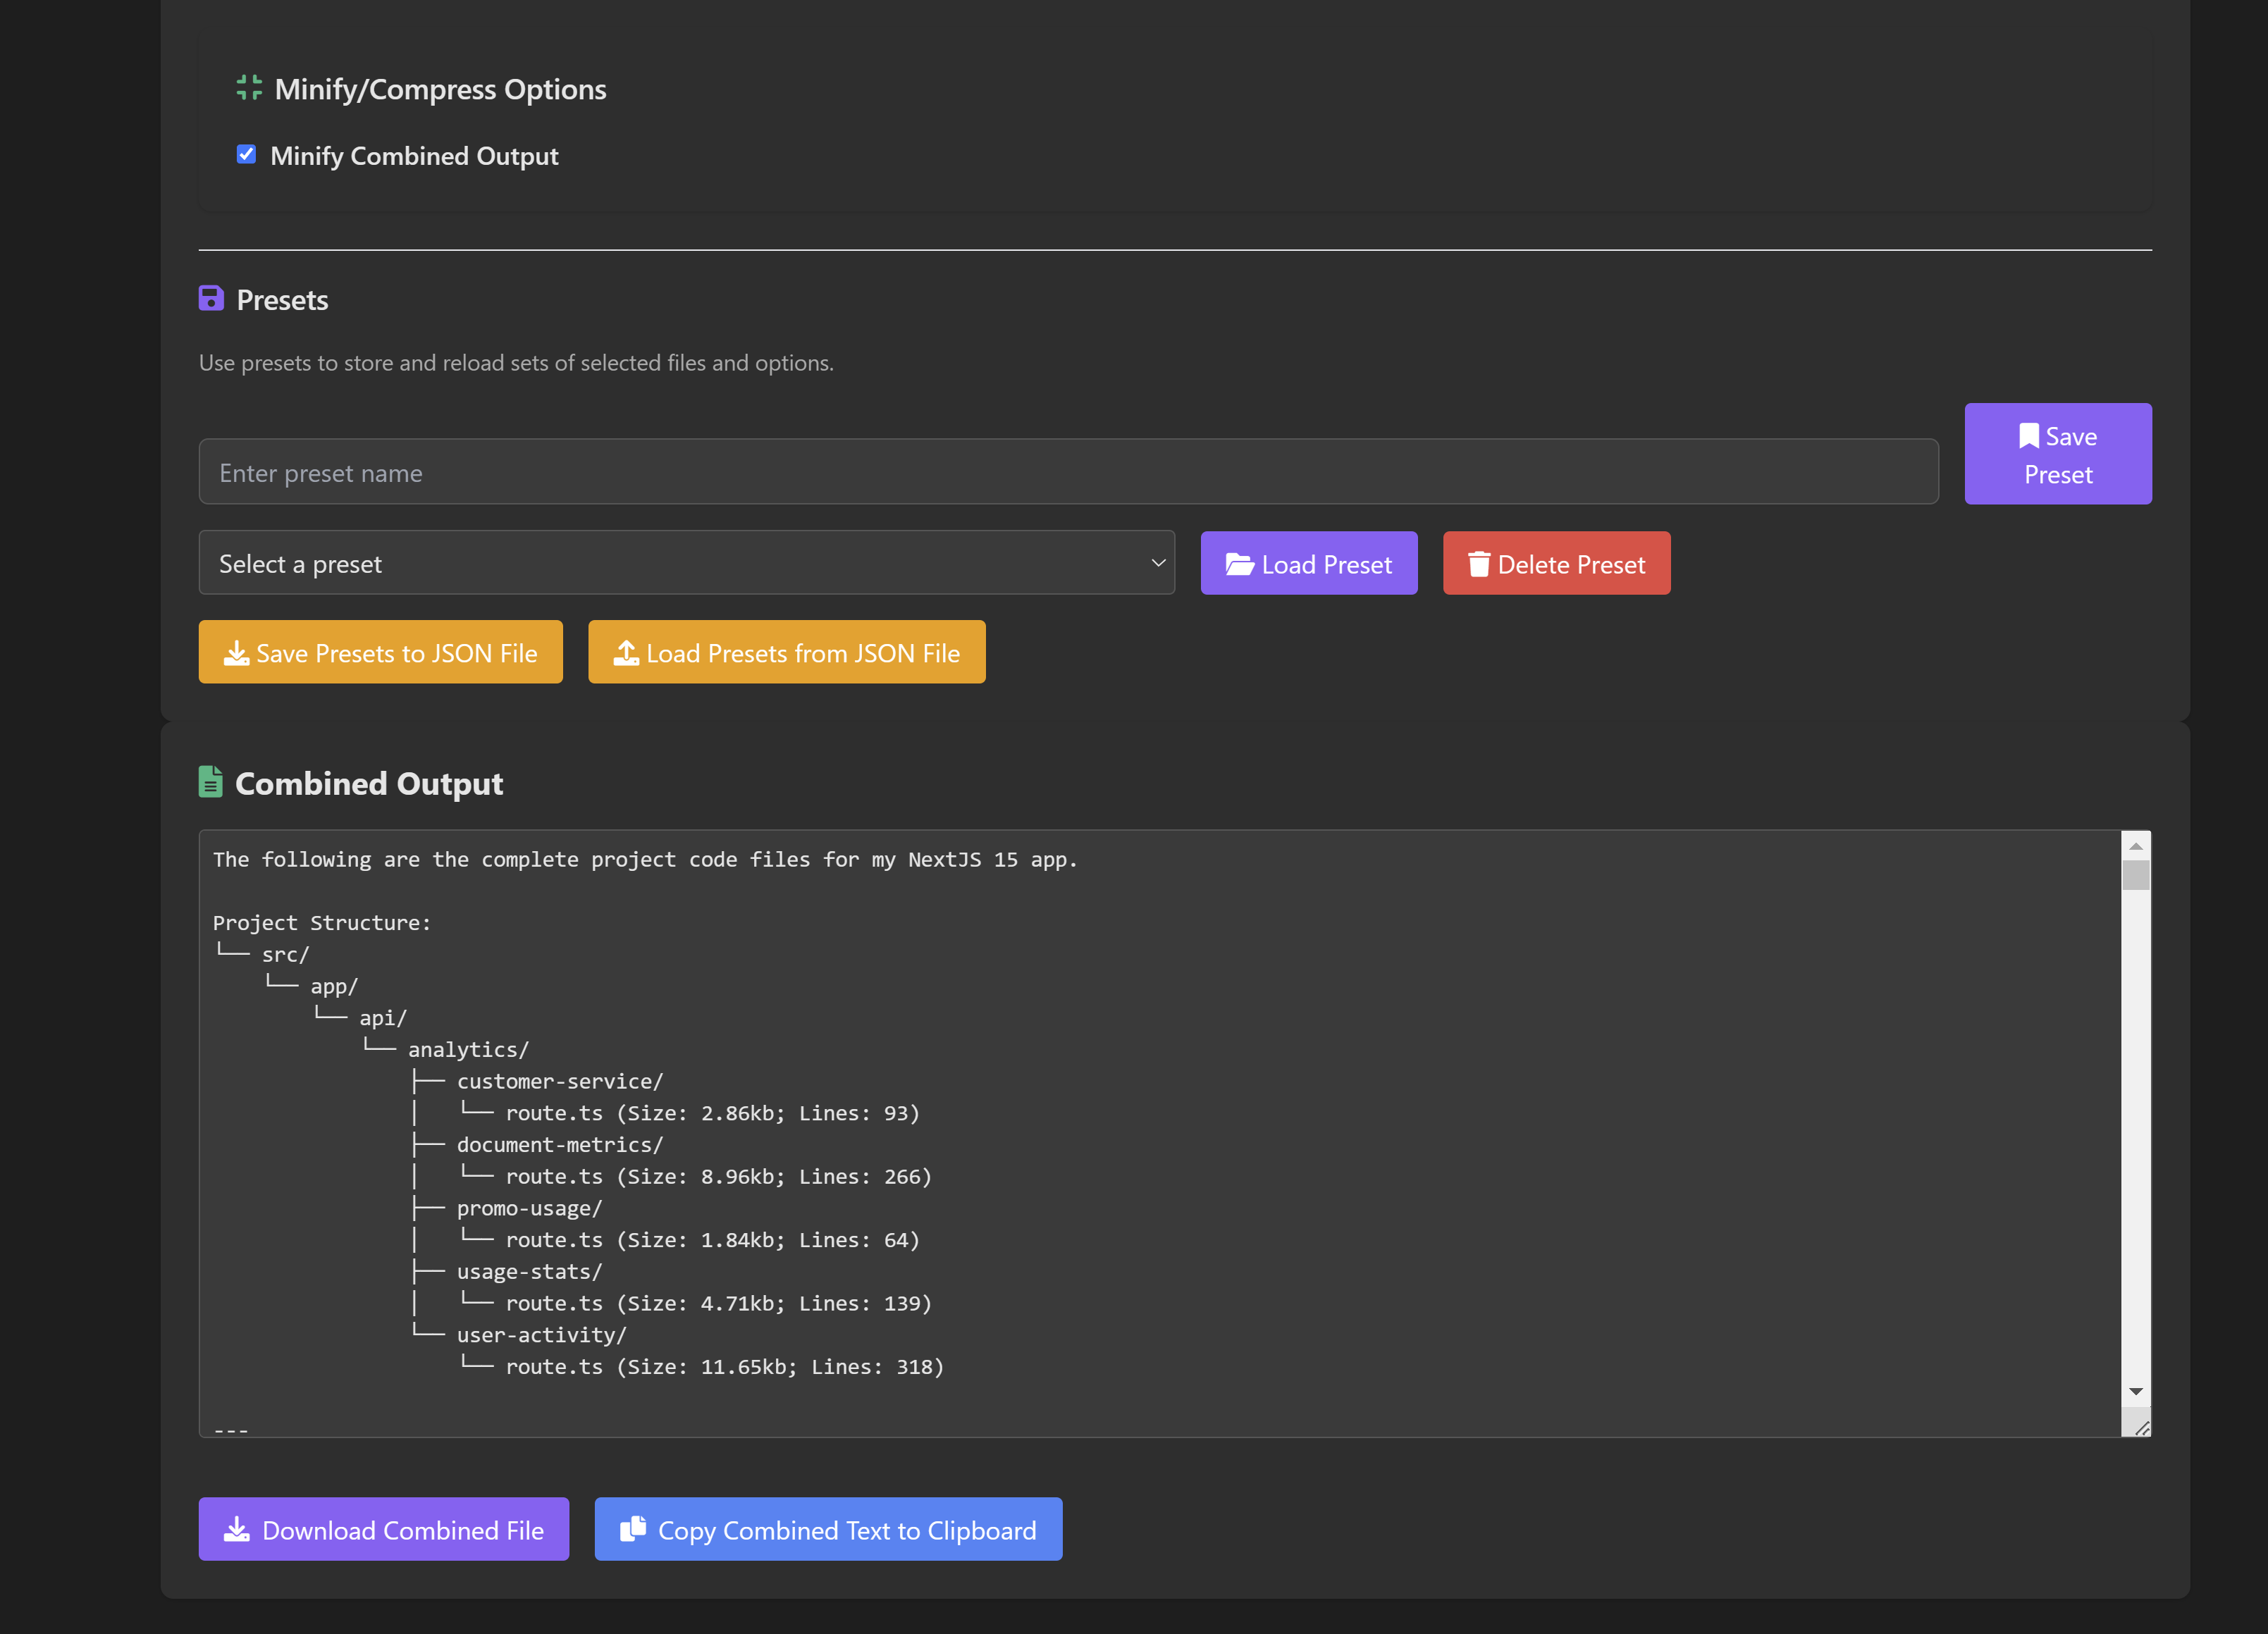 Minify/Compress Options
Minify Combined Output
Presets
Use presets to store and reload sets of selected files and options.
Enter preset name
Save
Preset
Select a preset
Load Preset
Delete Preset
Save Presets to JSON File
Load Presets from JSON File
Combined Output
The following are the complete project code files for my NextJS 15 app.
Project Structure:
└── src/
    └── app/
        └── api/
            └── analytics/
                ├── customer-service/
                │   └── route.ts (Size: 2.86kb; Lines: 93)
                ├── document-metrics/
                │   └── route.ts (Size: 8.96kb; Lines: 266)
                ├── promo-usage/
                │   └── route.ts (Size: 1.84kb; Lines: 64)
                ├── usage-stats/
                │   └── route.ts (Size: 4.71kb; Lines: 139)
                └── user-activity/
                    └── route.ts (Size: 11.65kb; Lines: 318)
---
Download Combined File
Copy Combined Text to Clipboard